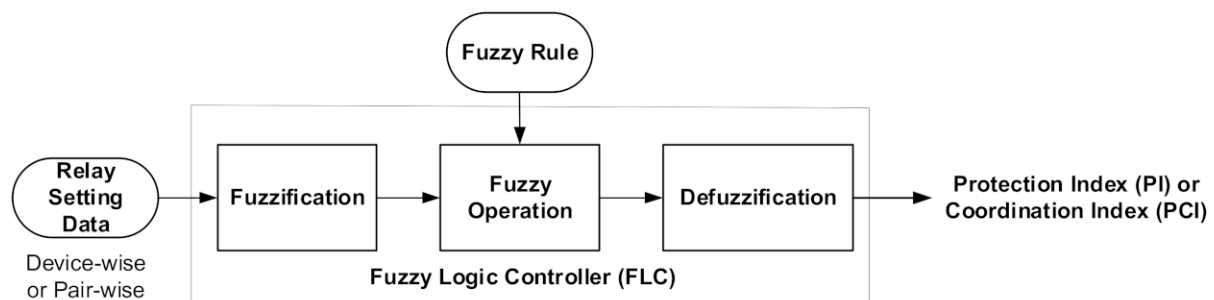 Fuzzy Rule
Relay
Setting
Data
Device-wise
or Pair-wise
Fuzzification
Fuzzy
Operation
Defuzzification
Fuzzy Logic Controller (FLC)
Protection Index (PI) or
Coordination Index (PCI)